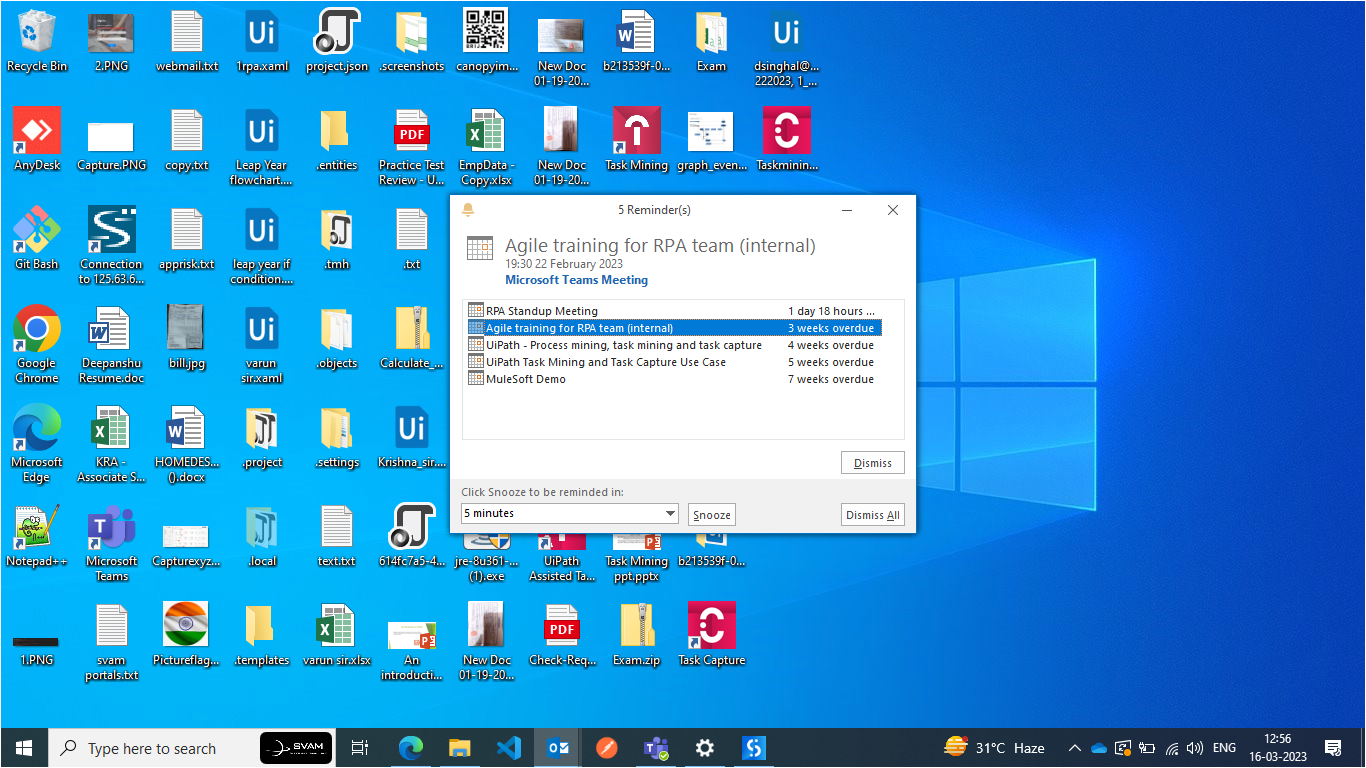 Recycle Bin
2.PNG
webmail.txt
1rpa.xaml
project.json
.screenshots
canopyim...
New Doc
01-19-20...
b213539f-0...
Exam
dsinghal@...
222023, 1_...
AnyDesk
Capture.PNG
copy.txt
Leap Year
flowchart....
.entities
Practice Test
Review - U...
EmpData -
Copy.xlsx
New Doc
01-19-20...
Task Mining
graph_even...
Taskminin...
Git Bash
Connection
to 125.63.6...
apprisk.txt
leap year if
condition....
.tmh
.txt
Google
Chrome
Deepanshu
Resume.doc
bill.jpg
varun
sir.xaml
.objects
Calculate_...
Microsoft
Edge
KRA -
Associate S...
HOMEDES...
().docx
.project
.settings
Krishna_sir....
Notepad++
Microsoft
Teams
Capturexyz...
.local
text.txt
614fc7a5-4...
jre-8u361-...
(1).exe
UiPath
Assisted Ta...
Task Mining
ppt.pptx
b213539f-0...
1.PNG
svam
portals.txt
Pictureflag...
.templates
varun sir.xlsx
An
introducti...
New Doc
01-19-20...
Check-Req...
Exam.zip
Task Capture
5 Reminder(s)
Agile training for RPA team (internal)
19:30 22 February 2023
Microsoft Teams Meeting
RPA Standup Meeting 1 day 18 hours ...
Agile training for RPA team (internal) 3 weeks overdue
UiPath - Process mining, task mining and task capture 4 weeks overdue
UiPath Task Mining and Task Capture Use Case 5 weeks overdue
MuleSoft Demo 7 weeks overdue
Dismiss
Click Snooze to be reminded in:
5 minutes
Snooze
Dismiss All
Type here to search
SVAM
31°C Haze
ENG
12:56
16-03-2023